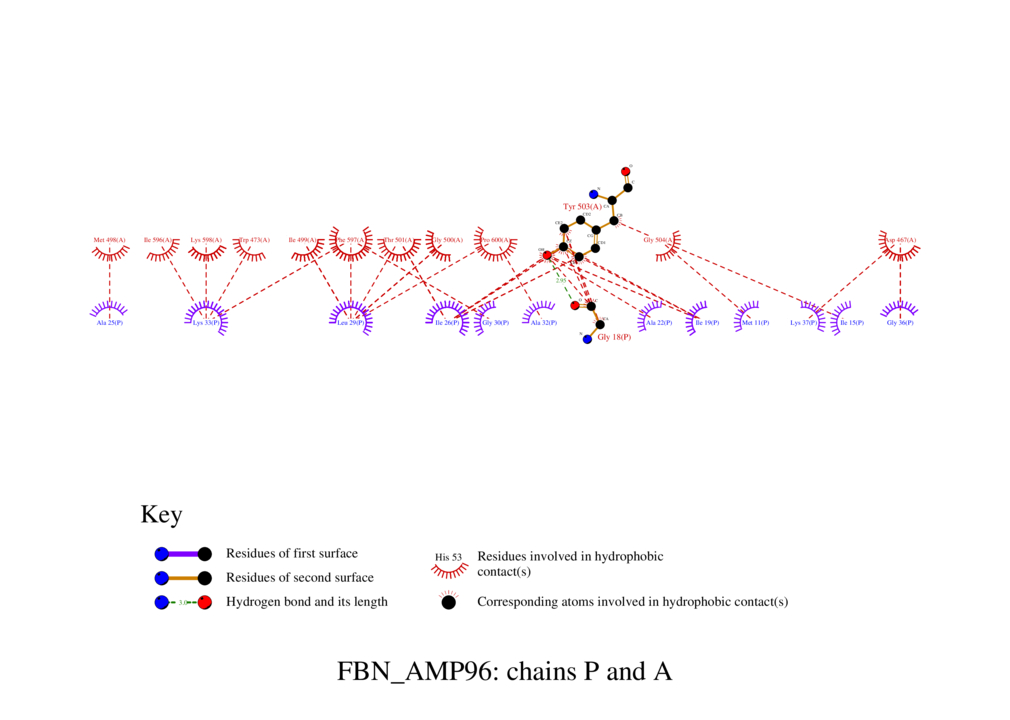 Tyr 503(A)
Met 498(A) Ile 596(A) Lys 598(A) Trp 473(A) Ile 499(A) Phe 597(A) Thr 501(A) Gly 500(A) Pro 600(A) Gly 504(A) Asp 467(A)
2.95
Ala 25(P) Lys 33(P) Leu 29(P) Ile 26(P) Gly 30(P) Ala 32(P) Ala 22(P) Ile 19(P) Met 11(P) Lys 37(P) Ile 15(P) Gly 36(P)
Gly 18(P)
Key
Residues of first surface
Residues of second surface
3.0 Hydrogen bond and its length
His 53 Residues involved in hydrophobic
contact(s)
Corresponding atoms involved in hydrophobic contact(s)
FBN_AMP96: chains P and A